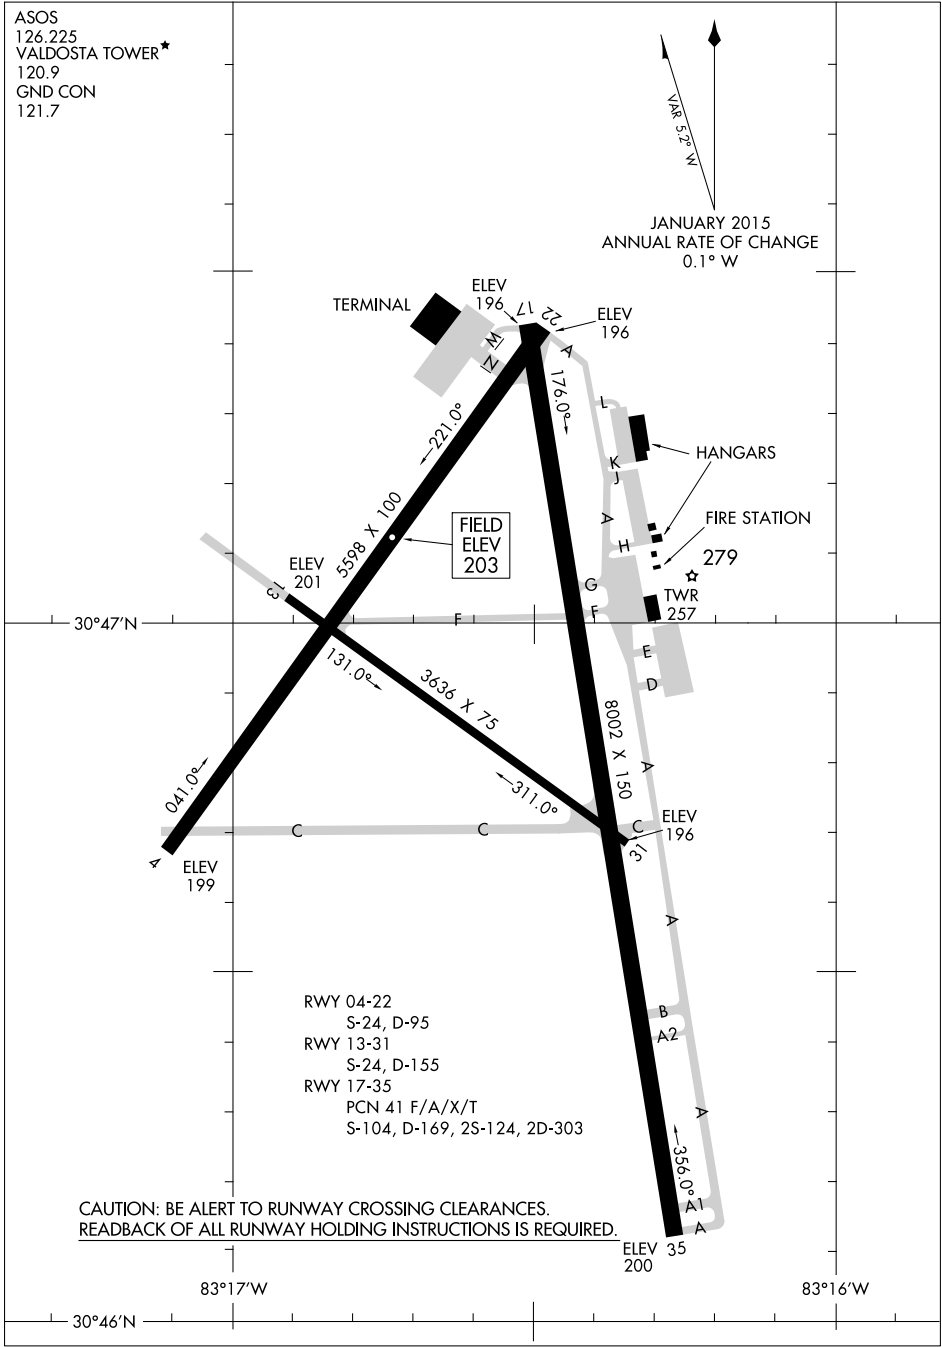 ASOS
126.225
VALDOSTA TOWER★
120.9
GND CON
121.7
VAR 5.2° W
JANUARY 2015
ANNUAL RATE OF CHANGE
0.1° W
ELEV
196
17
22
ELEV
196
TERMINAL
M
N
A
176.0°
L
221.0°
HANGARS
K
J
5598 X 100
A
FIRE STATION
FIELD
ELEV
203
H
279
ELEV
201
13
G
TWR
257
30°47'N
F
F
E
131.0°
D
3636 X 75
8002 X 150
A
041.0°
311.0°
C
C
C
ELEV
196
31
4
ELEV
199
A
RWY 04-22
S-24, D-95
RWY 13-31
S-24, D-155
RWY 17-35
PCN 41 F/A/X/T
S-104, D-169, 2S-124, 2D-303
B
A2
A
356.0°
A1
A
CAUTION: BE ALERT TO RUNWAY CROSSING CLEARANCES.
READBACK OF ALL RUNWAY HOLDING INSTRUCTIONS IS REQUIRED.
ELEV
200
35
83°17'W
83°16'W
30°46'N